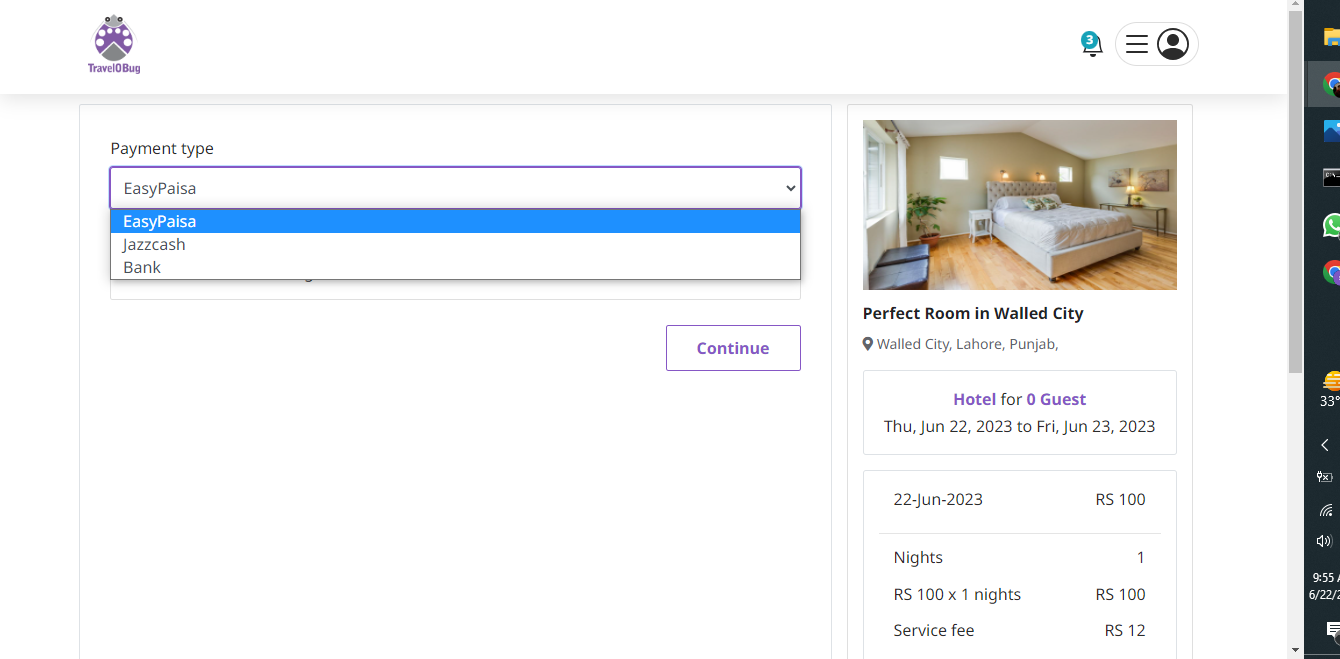 TravelOBug
3
Payment type
EasyPaisa
EasyPaisa
Jazzcash
Bank
Continue
Perfect Room in Walled City
Walled City, Lahore, Punjab,
Hotel for 0 Guest
Thu, Jun 22, 2023 to Fri, Jun 23, 2023
22-Jun-2023 RS 100
Nights 1
RS 100 x 1 nights RS 100
Service fee RS 12
33°
9:55
6/22/2